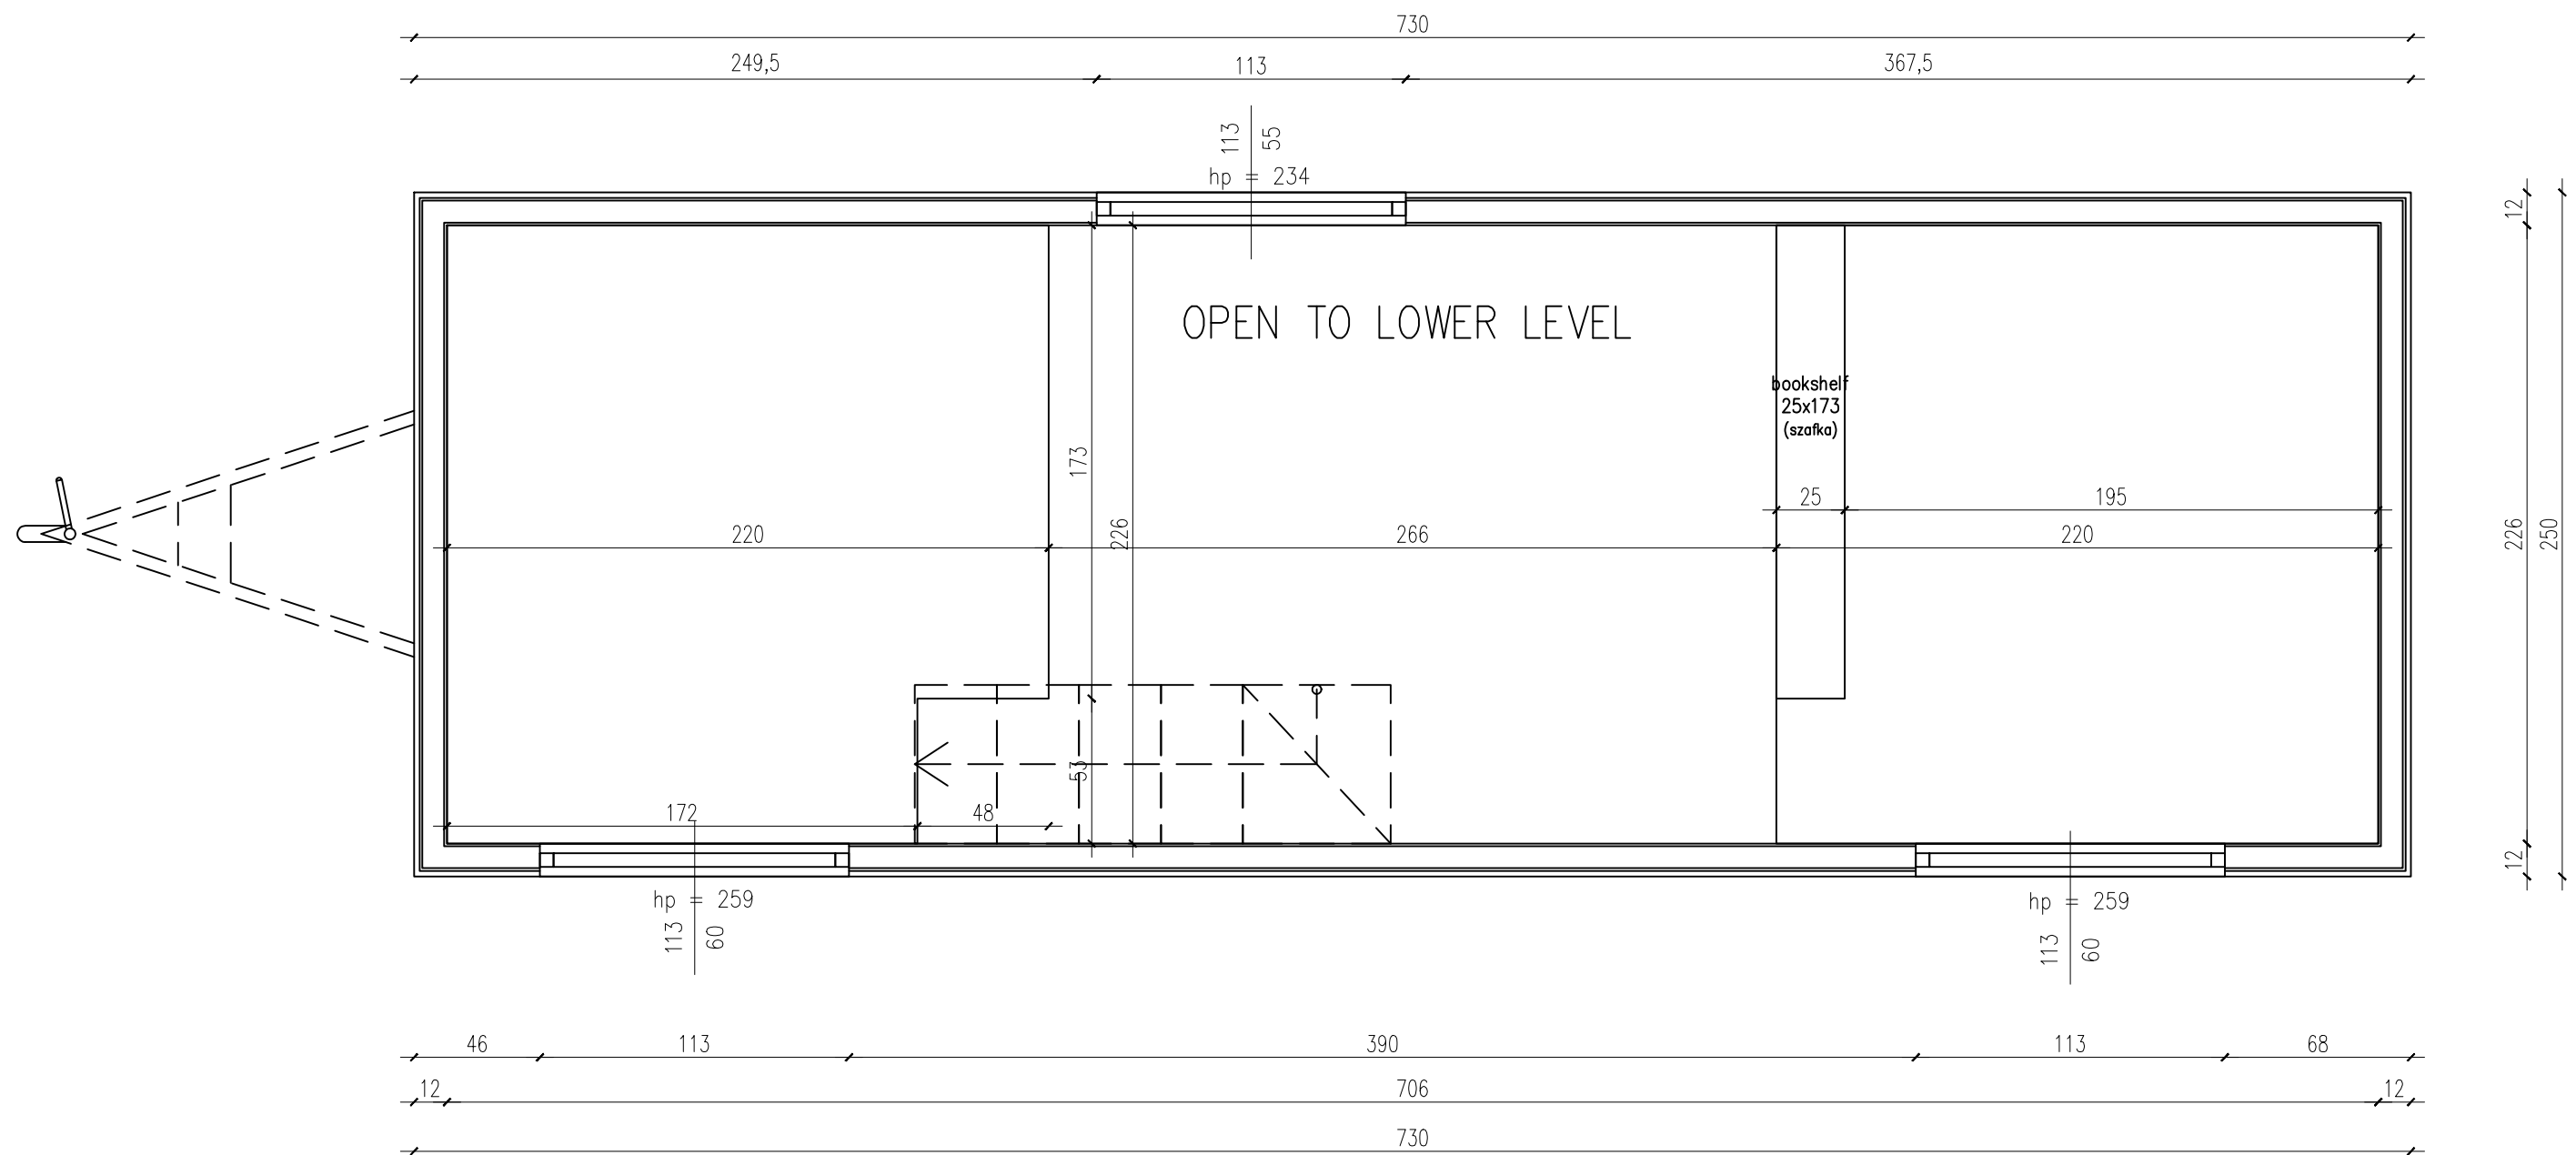 730
249,5 113 367,5
113 55
hp = 234
12
OPEN TO LOWER LEVEL
bookshelf
25x173
(szafka)
173
25 195
220 226 266 220
226 250
53
172 48
12
hp = 259
113 60
hp = 259
113 60
46 113 390 113 68
12 706 12
730